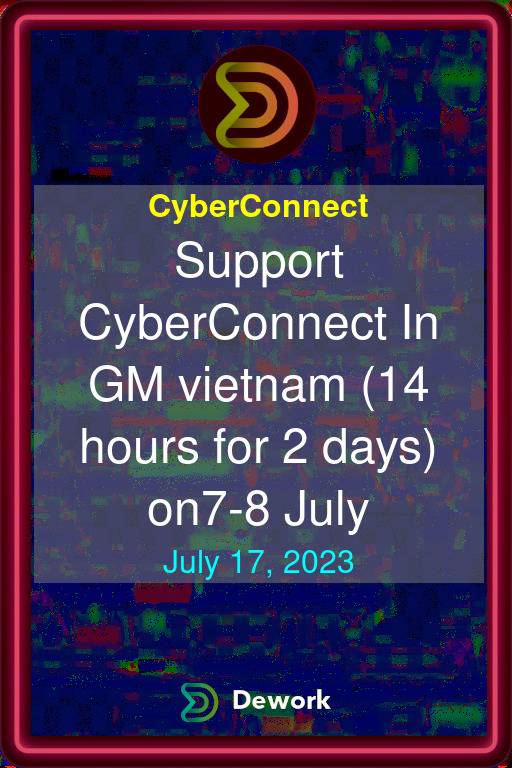 CyberConnect
Support
CyberConnect In
GM vietnam (14
hours for 2 days)
on7-8 July
July 17, 2023
Dework